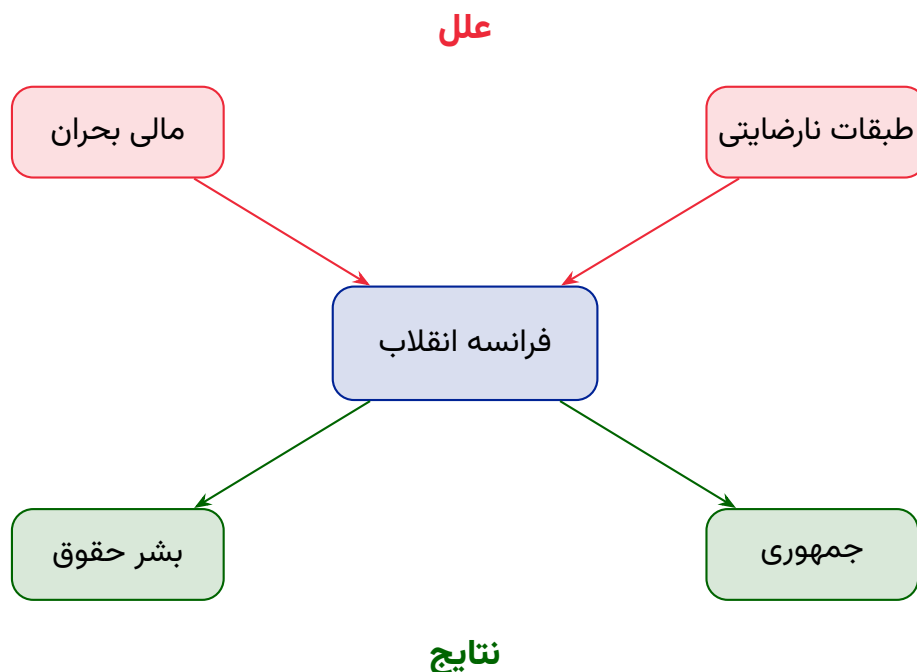 علل
طبقات نارضایتی
مالی بحران
فرانسه انقلاب
جمهوری
بشر حقوق
نتایج